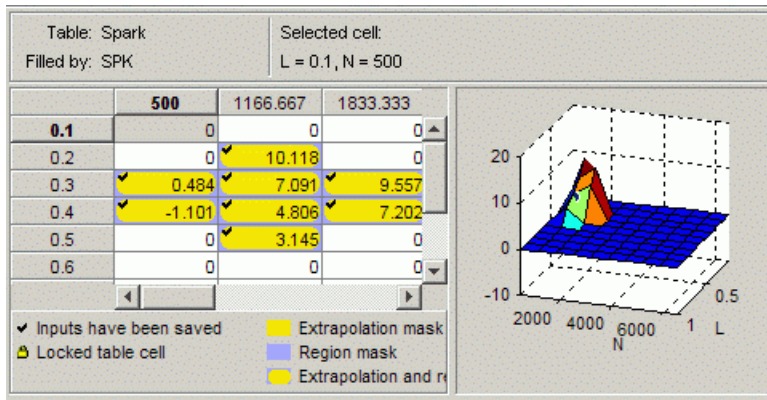 Table: Spark
Filled by: SPK
Selected cell:
L = 0.1, N = 500
500 1166.667 1833.333
0.1 0 0 0
0.2 0 10.118 0
0.3 0.484 7.091 9.557
0.4 -1.101 4.806 7.202
0.5 0 3.145 0
0.6 0 0 0
Inputs have been saved
Locked table cell
Extrapolation mask
Region mask
Extrapolation and re
20
10
0
-10
2000 4000 6000
N
1 0.5
L